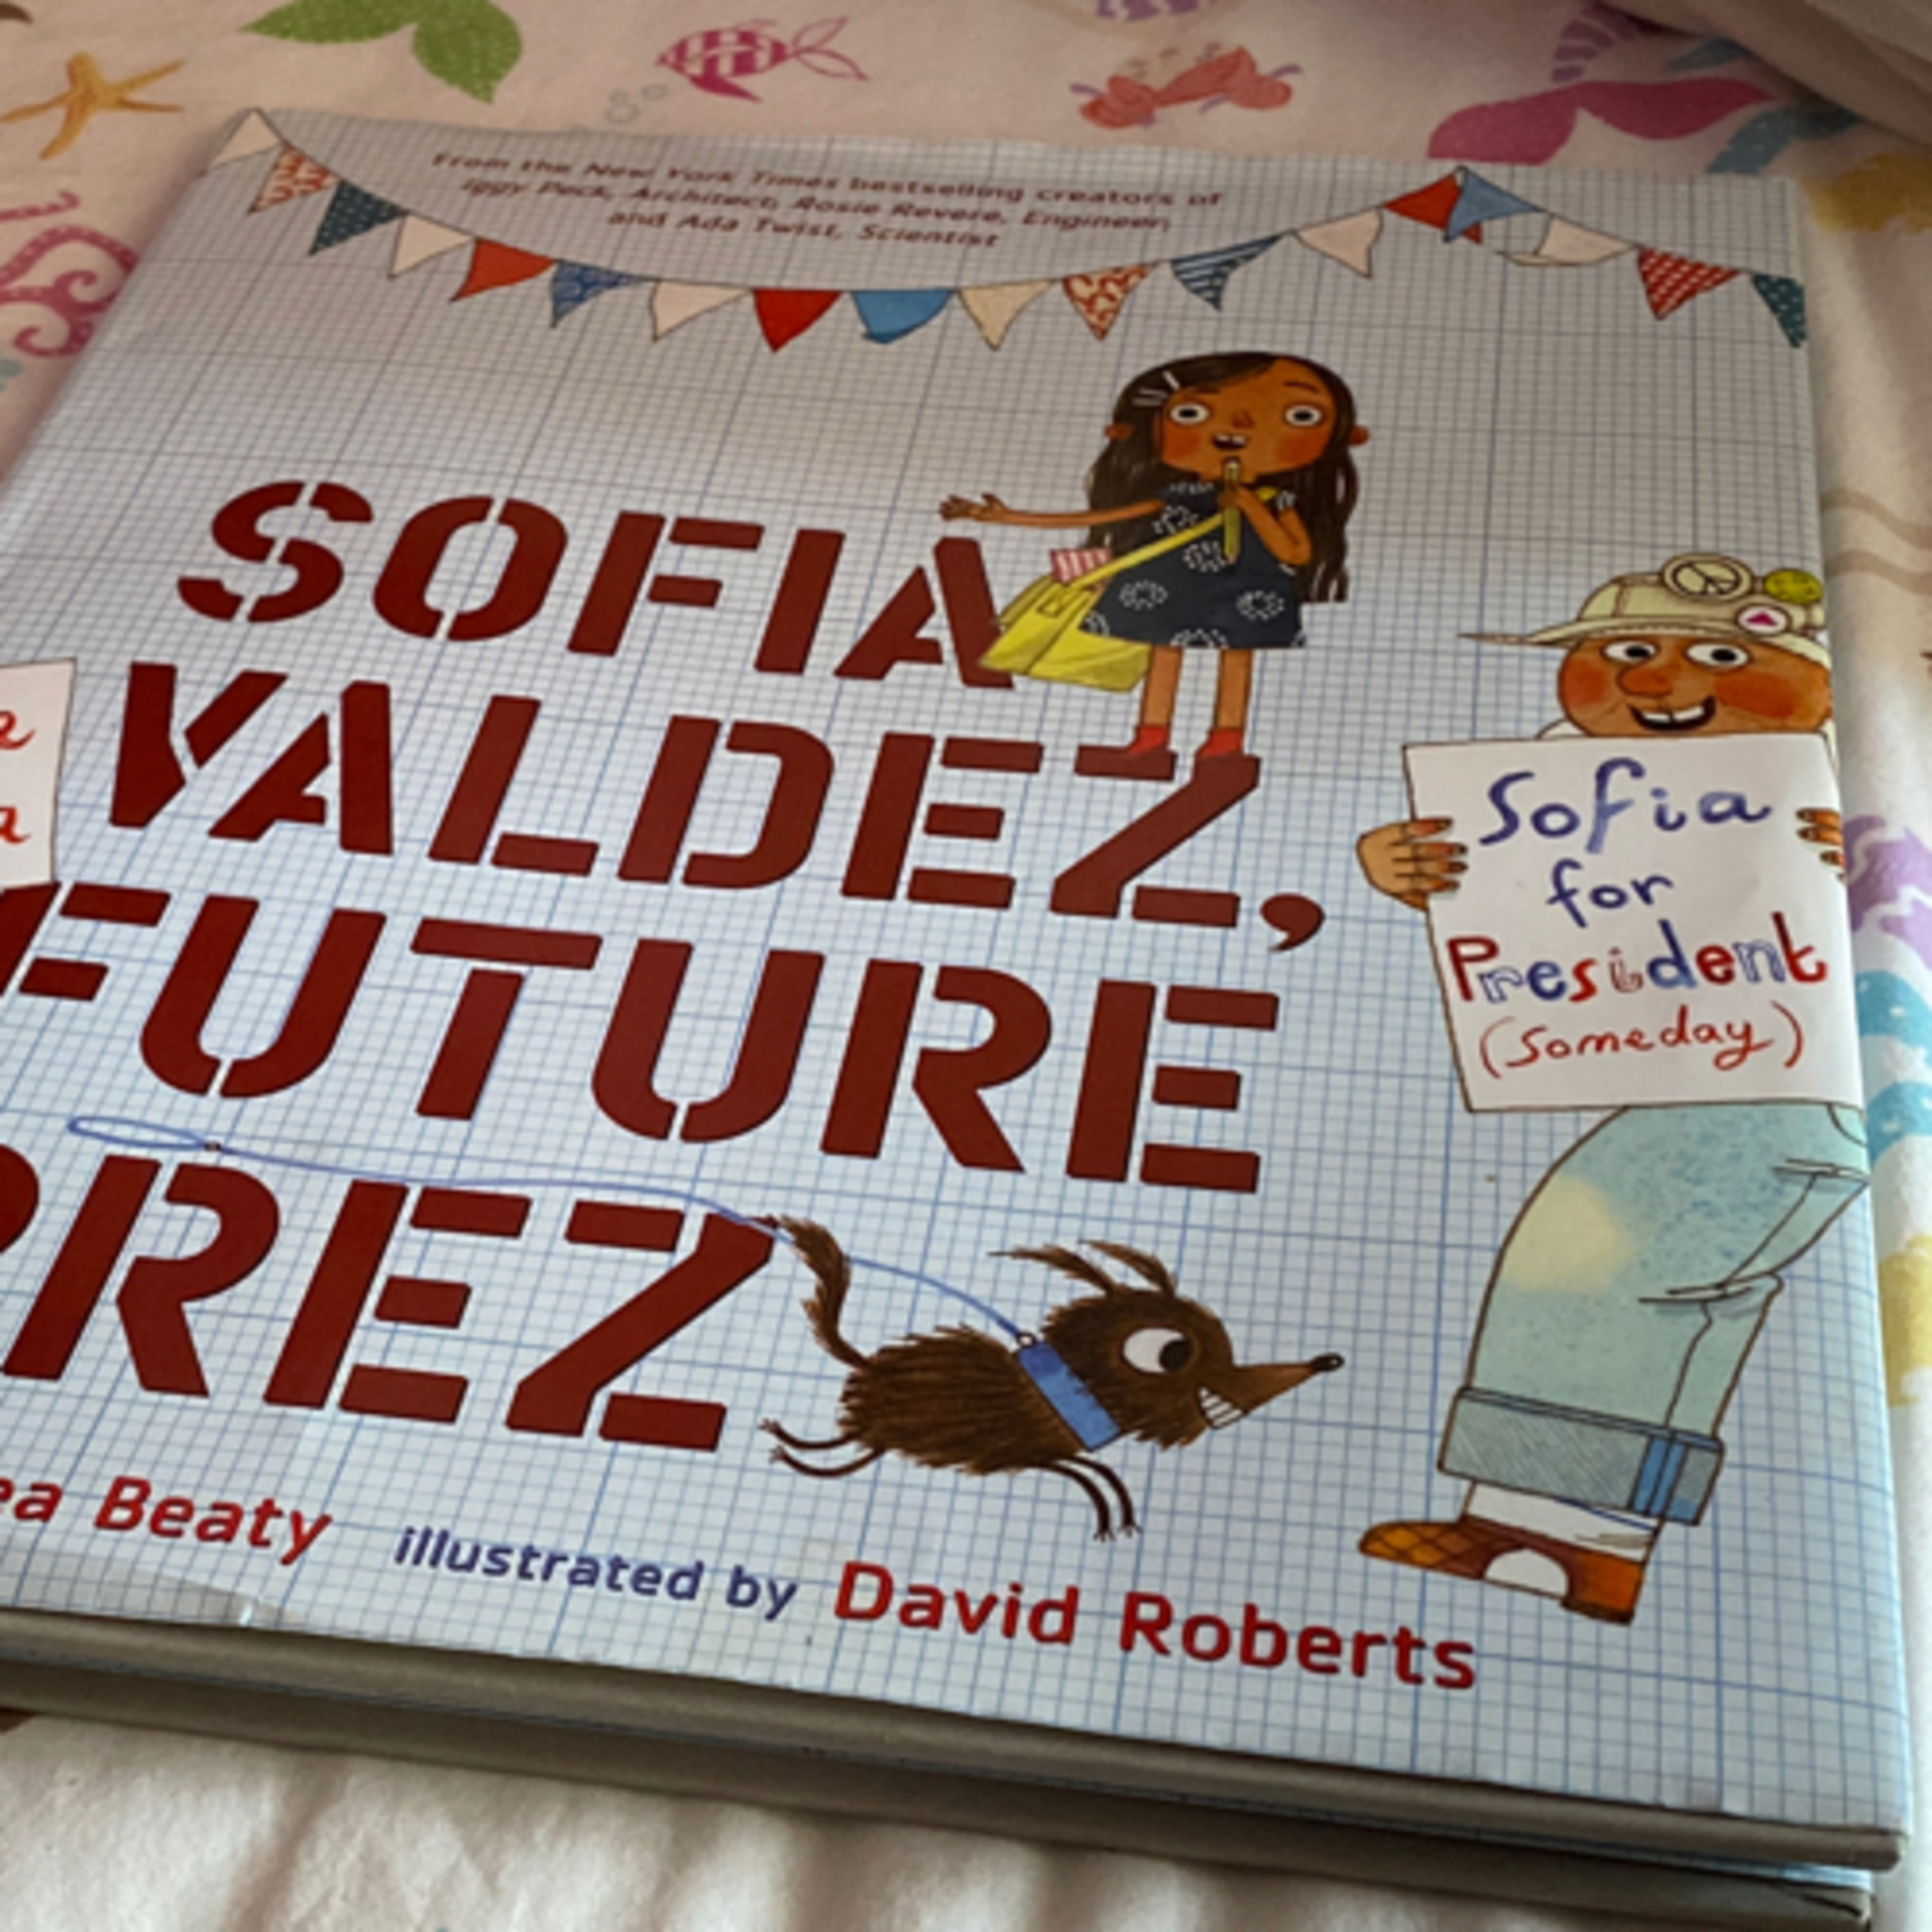 From the New York Times bestselling creators of
Iggy Peck, Architect; Rosie Revere, Engineer;
and Ada Twist, Scientist
SOFIA
VALDEZ,
FUTURE
PREZ
Sofia
for
President
(Someday)
e
a
ea Beaty illustrated by David Roberts